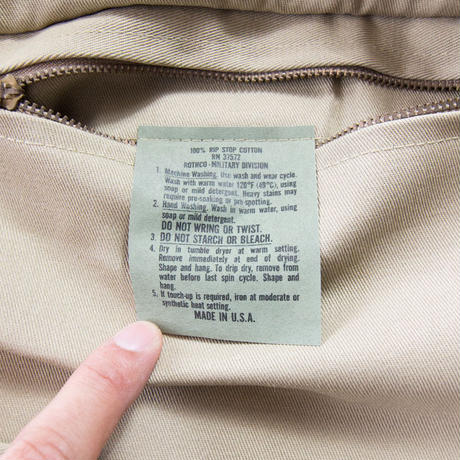 100% RIP STOP COTTON
RN 37572
ROTHCO-MILITARY DIVISION
1. Machine Washing. Use wash and wear cycle.
Wash with warm water 120°F (49°C), using
soap or mild detergent. Heavy stains may
require pre-soaking or pre-spotting.
2. Hand Washing. Wash in warm water, using
soap or mild detergent.
DO NOT WRING OR TWIST.
3. DO NOT STARCH OR BLEACH.
4. Dry in tumble dryer at warm setting.
Remove immediately at end of drying.
Shape and hang. To drip dry, remove from
water before last spin cycle. Shape and
hang.
5. If touch-up is required, iron at moderate or
synthetic heat setting.
MADE IN U.S.A.